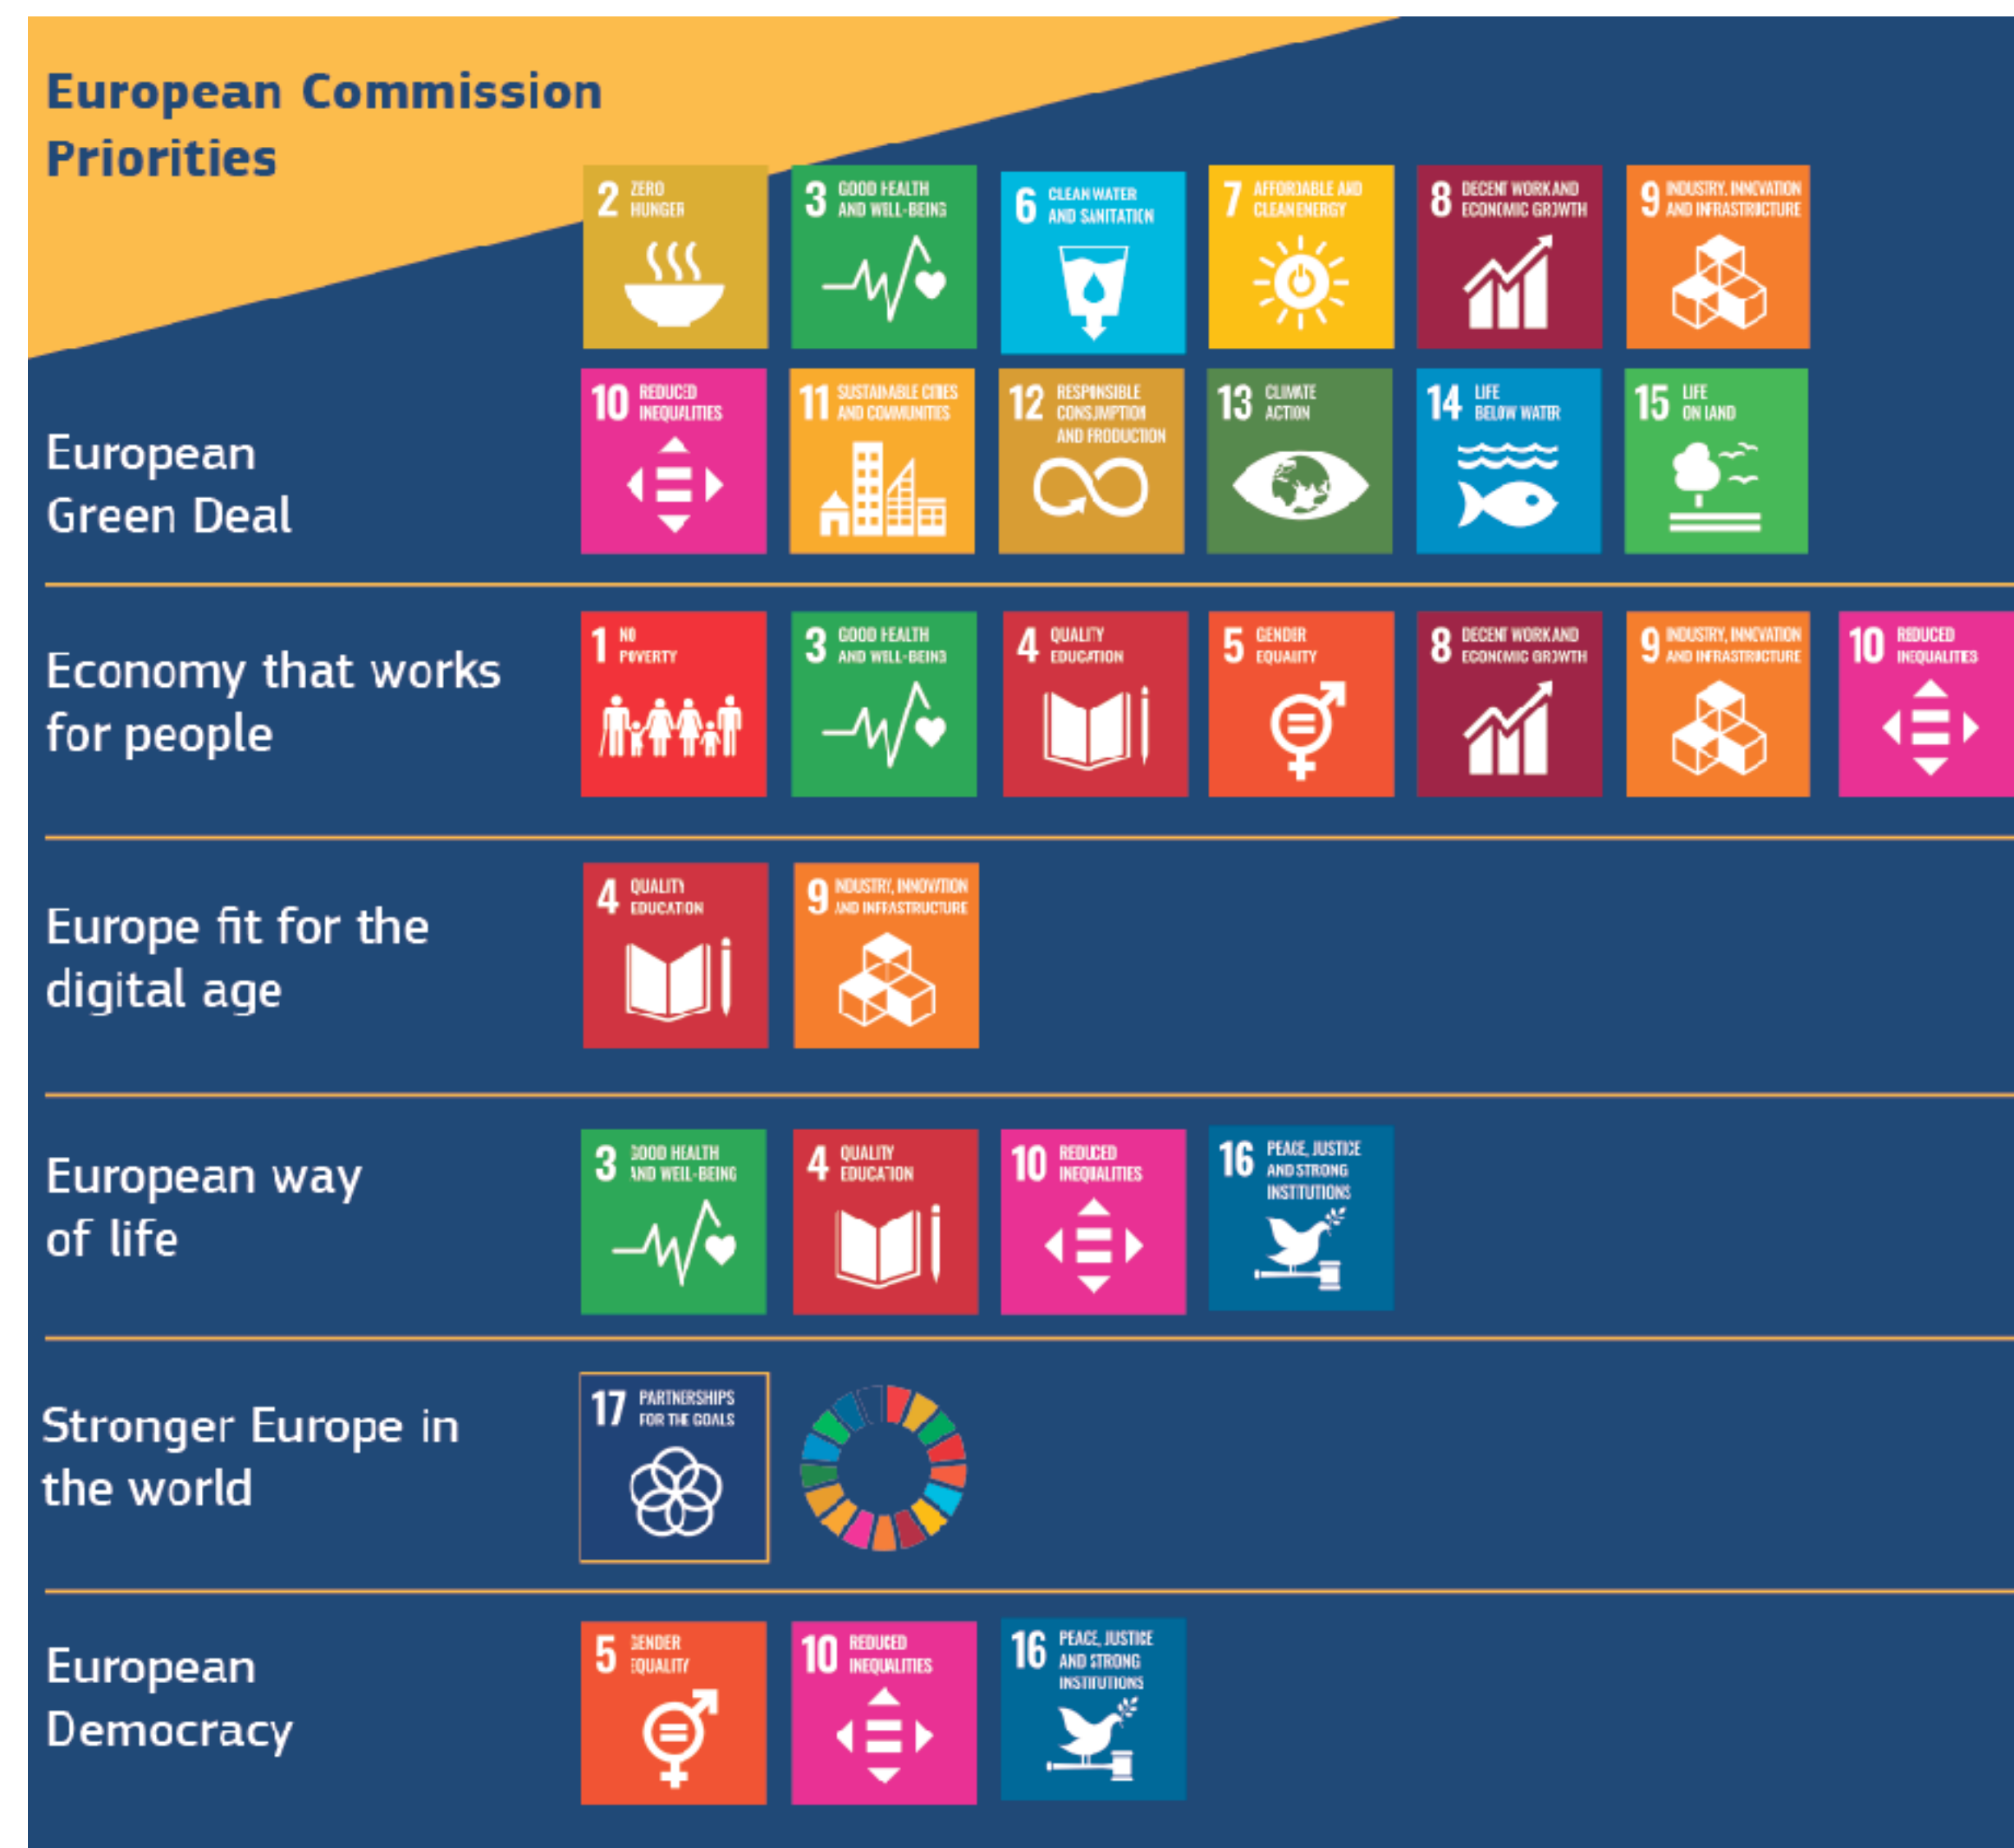 European Commission
Priorities
2 ZERO
HUNGER
3 GOOD HEALTH
AND WELL-BEING
6 CLEAN WATER
AND SANITATION
7 AFFORDABLE AND
CLEAN ENERGY
8 DECENT WORK AND
ECONOMIC GROWTH
9 INDUSTRY, INNOVATION
AND INFRASTRUCTURE
10 REDUCED
INEQUALITIES
11 SUSTAINABLE CITIES
AND COMMUNITIES
12 RESPONSIBLE
CONSUMPTION
AND PRODUCTION
13 CLIMATE
ACTION
14 LIFE
BELOW WATER
15 LIFE
ON LAND
European
Green Deal
1 NO
POVERTY
3 GOOD HEALTH
AND WELL-BEING
4 QUALITY
EDUCATION
5 GENDER
EQUALITY
8 DECENT WORK AND
ECONOMIC GROWTH
9 INDUSTRY, INNOVATION
AND INFRASTRUCTURE
10 REDUCED
INEQUALITIES
Economy that works
for people
4 QUALITY
EDUCATION
9 INDUSTRY, INNOVATION
AND INFRASTRUCTURE
Europe fit for the
digital age
3 GOOD HEALTH
AND WELL-BEING
4 QUALITY
EDUCATION
10 REDUCED
INEQUALITIES
16 PEACE, JUSTICE
AND STRONG
INSTITUTIONS
European way
of life
17 PARTNERSHIPS
FOR THE GOALS
Stronger Europe in
the world
5 GENDER
EQUALITY
10 REDUCED
INEQUALITIES
16 PEACE, JUSTICE
AND STRONG
INSTITUTIONS
European
Democracy